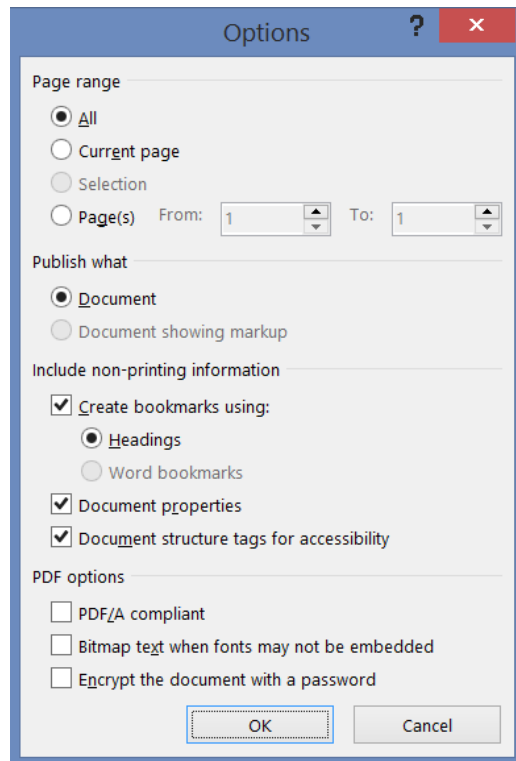 Options ?
Page range
All
Current page
Selection
Page(s) From: 1 To: 1
Publish what
Document
Document showing markup
Include non-printing information
Create bookmarks using:
Headings
Word bookmarks
Document properties
Document structure tags for accessibility
PDF options
PDF/A compliant
Bitmap text when fonts may not be embedded
Encrypt the document with a password
OK Cancel